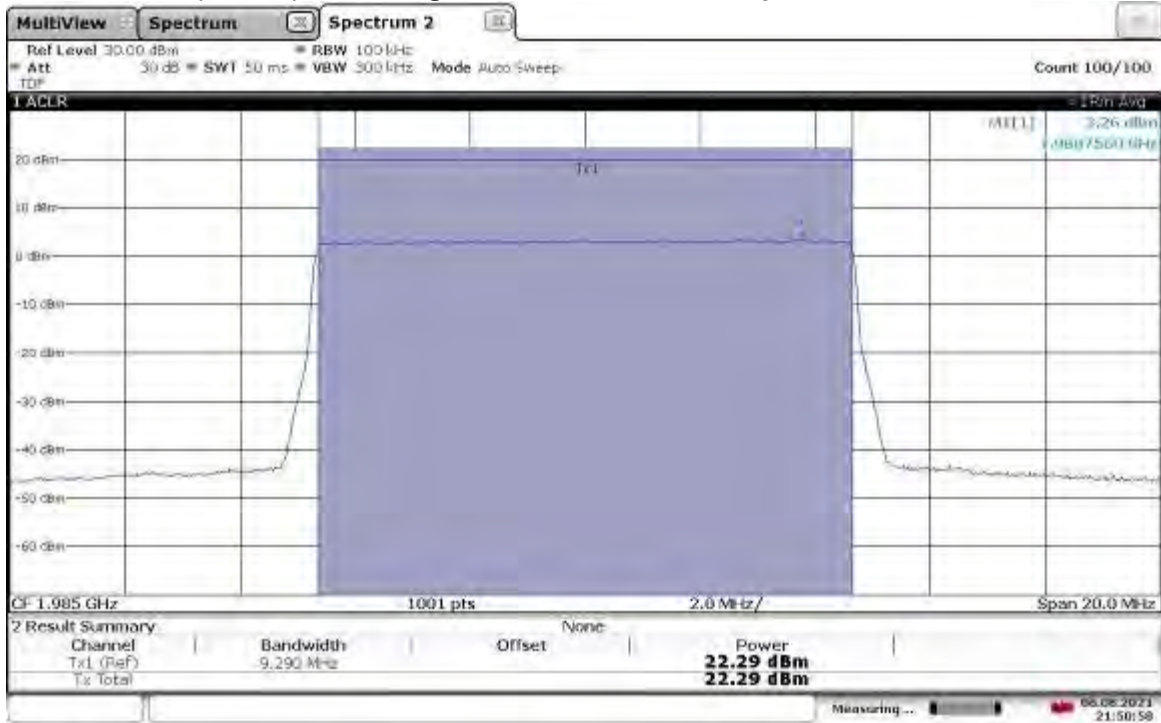 MultiView Spectrum Spectrum 2
Ref Level 30.00 dBm RBW 100 kHz
Att 30 dB SWT 50 ms VBW 300 kHz Mode Auto Sweep Count 100/100
TDF
1 ACLR 1Rm Avg
M1[1] 3.26 dBm
20 dBm
Tx1
10 dBm
0 dBm
-10 dBm
-20 dBm
-30 dBm
-40 dBm
-50 dBm
-60 dBm
CF 1.985 GHz 1001 pts 2.0 MHz/ Span 20.0 MHz
2 Result Summary None
Channel Bandwidth Offset Power
Tx1 (Ref) 9.290 MHz 22.29 dBm
Tx Total 22.29 dBm
Measuring... 06.08.2021
21:50:58